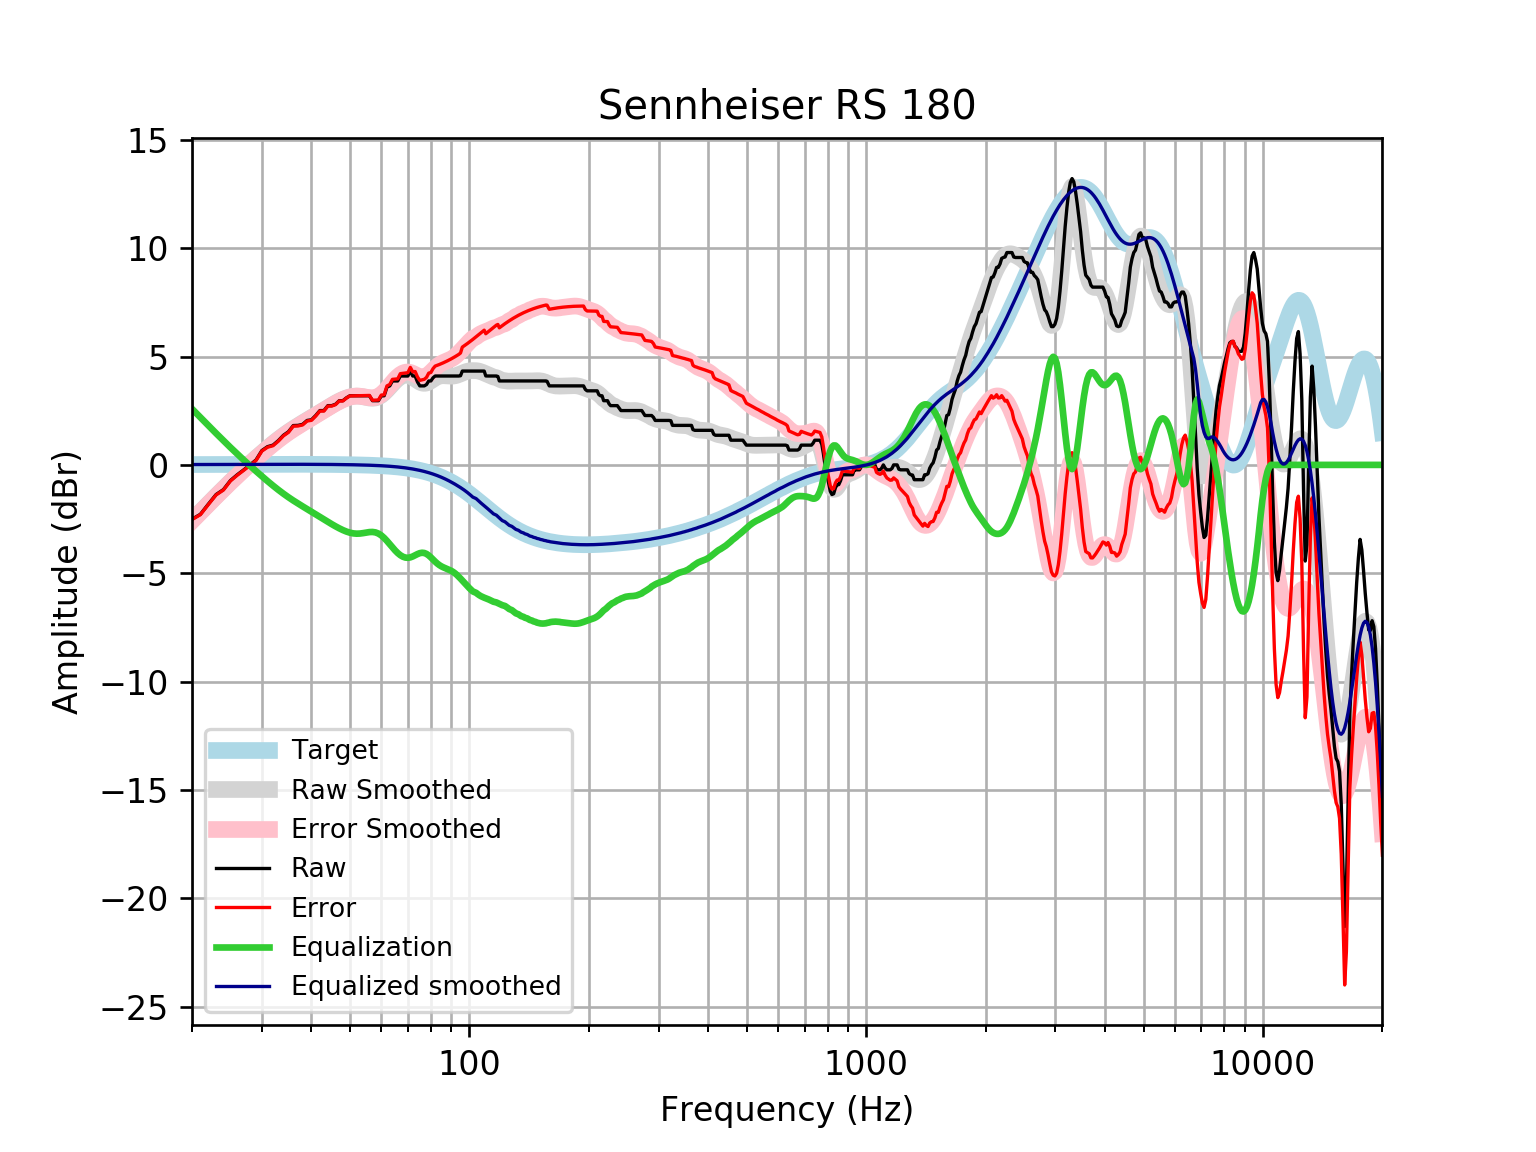 Sennheiser RS 180
15
10
5
0
−5
−10
−15
−20
−25
Amplitude (dBr)
Target
Raw Smoothed
Error Smoothed
Raw
Error
Equalization
Equalized smoothed
100
1000
10000
Frequency (Hz)